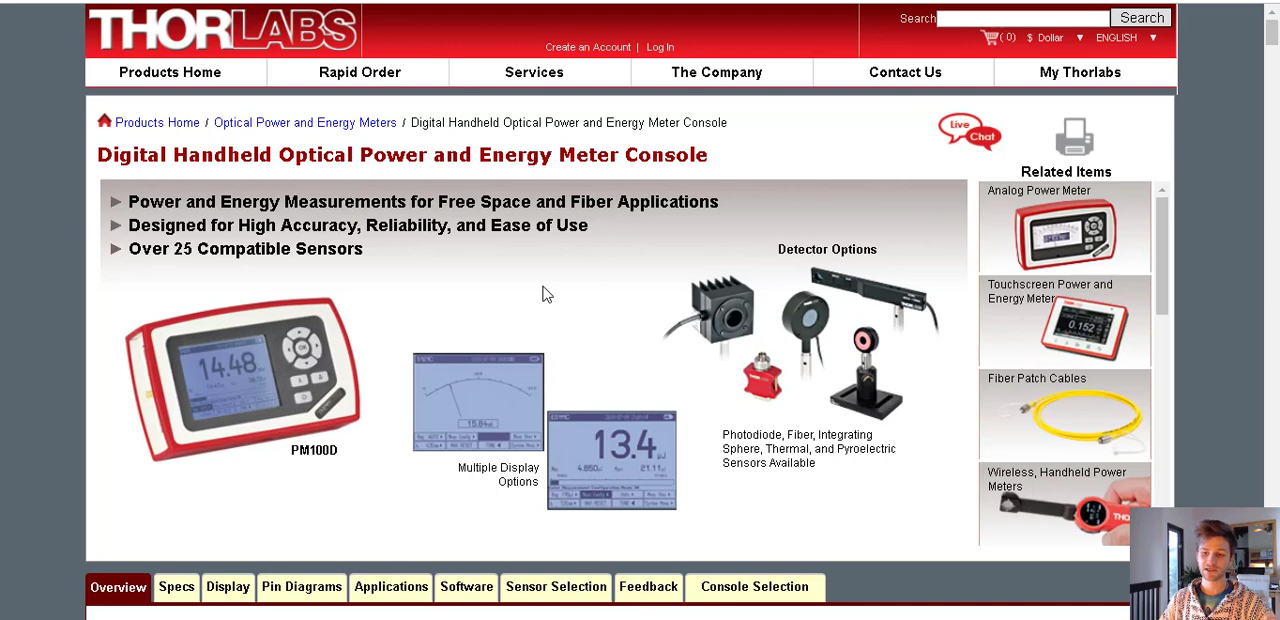 THORLABS
Search
Search
Create an Account | Log In
( 0 ) $ Dollar ▼ ENGLISH ▼
Products Home
Rapid Order
Services
The Company
Contact Us
My Thorlabs
Products Home / Optical Power and Energy Meters / Digital Handheld Optical Power and Energy Meter Console
Live
Chat
Digital Handheld Optical Power and Energy Meter Console
Related Items
Power and Energy Measurements for Free Space and Fiber Applications
Designed for High Accuracy, Reliability, and Ease of Use
Over 25 Compatible Sensors
Detector Options
14.48
PM100D
13.4
Multiple Display
Options
Photodiode, Fiber, Integrating
Sphere, Thermal, and Pyroelectric
Sensors Available
Analog Power Meter
Touchscreen Power and
Energy Meter
0.152
Fiber Patch Cables
Wireless, Handheld Power
Meters
Overview
Specs
Display
Pin Diagrams
Applications
Software
Sensor Selection
Feedback
Console Selection